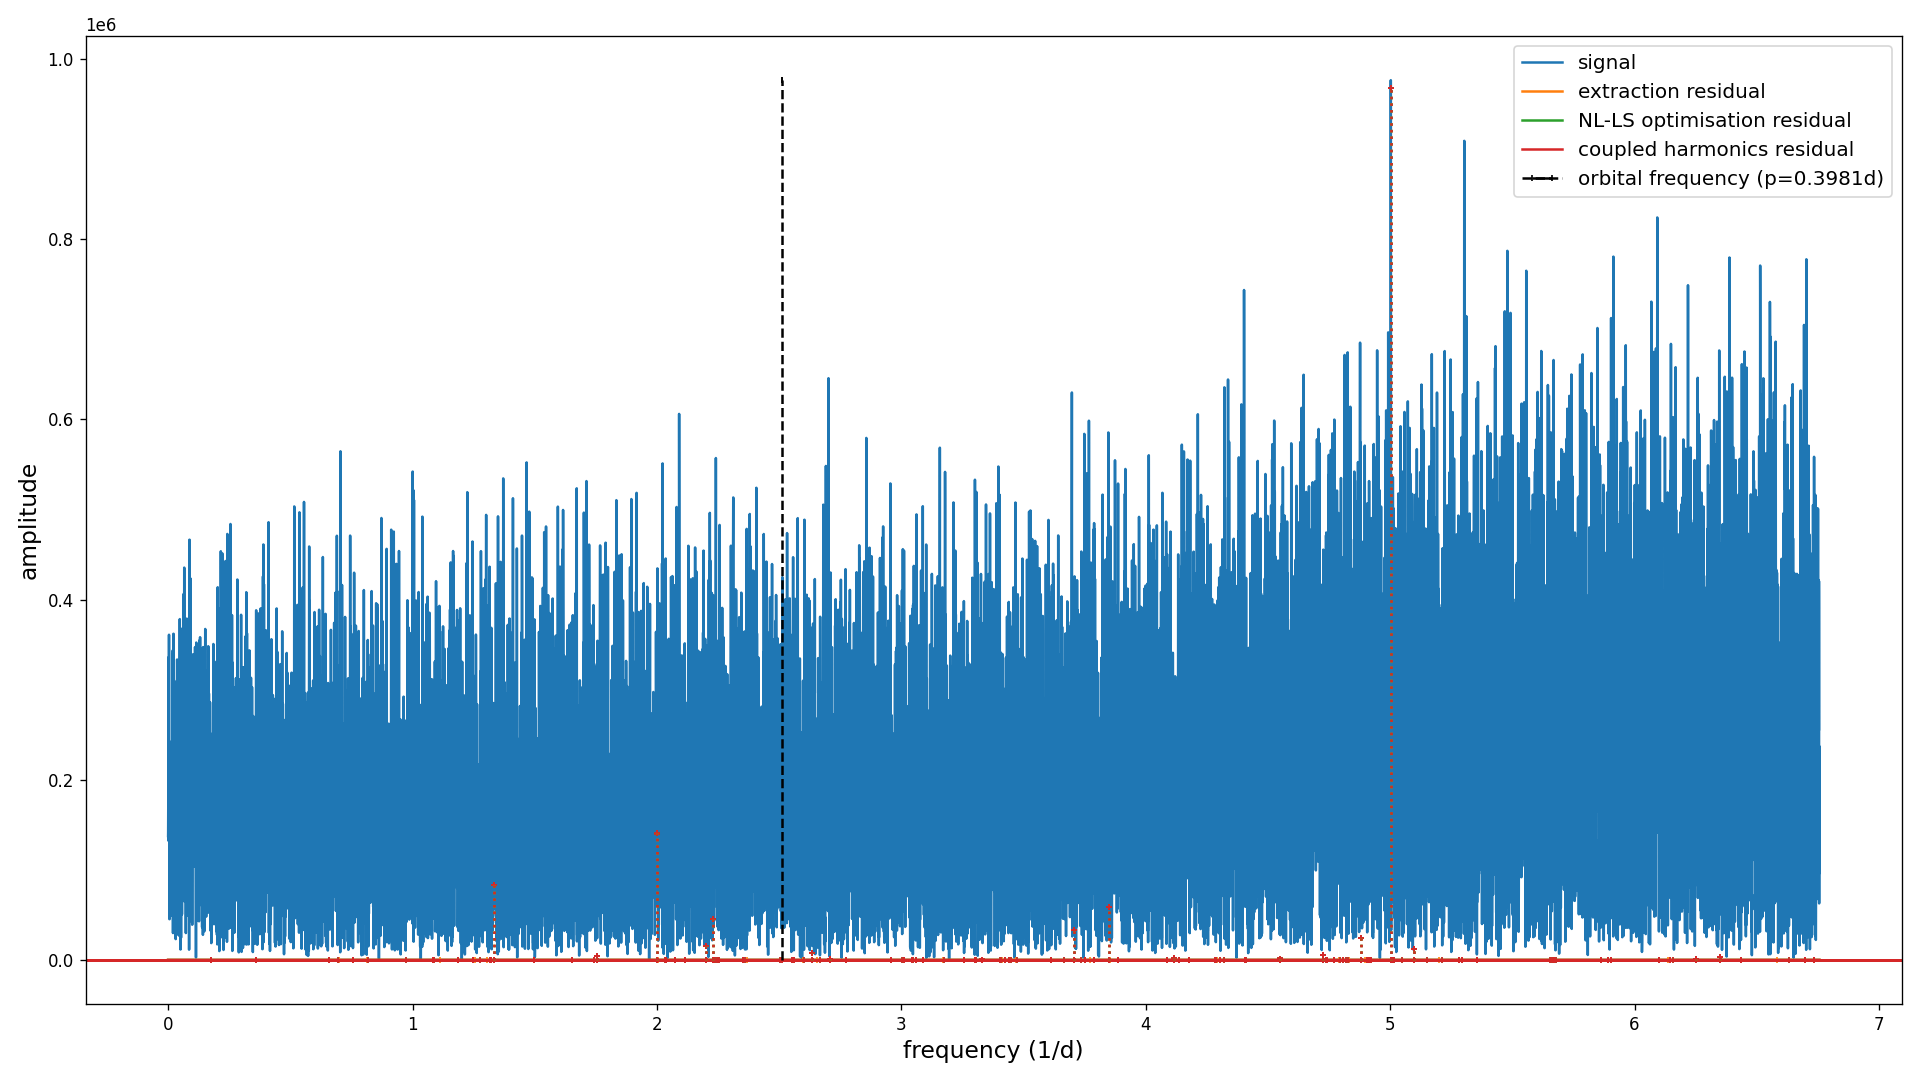 1e6
1.0
0.8
0.6
0.4
0.2
0.0
amplitude
0 1 2 3 4 5 6 7
frequency (1/d)
signal
extraction residual
NL-LS optimisation residual
coupled harmonics residual
orbital frequency (p=0.3981d)